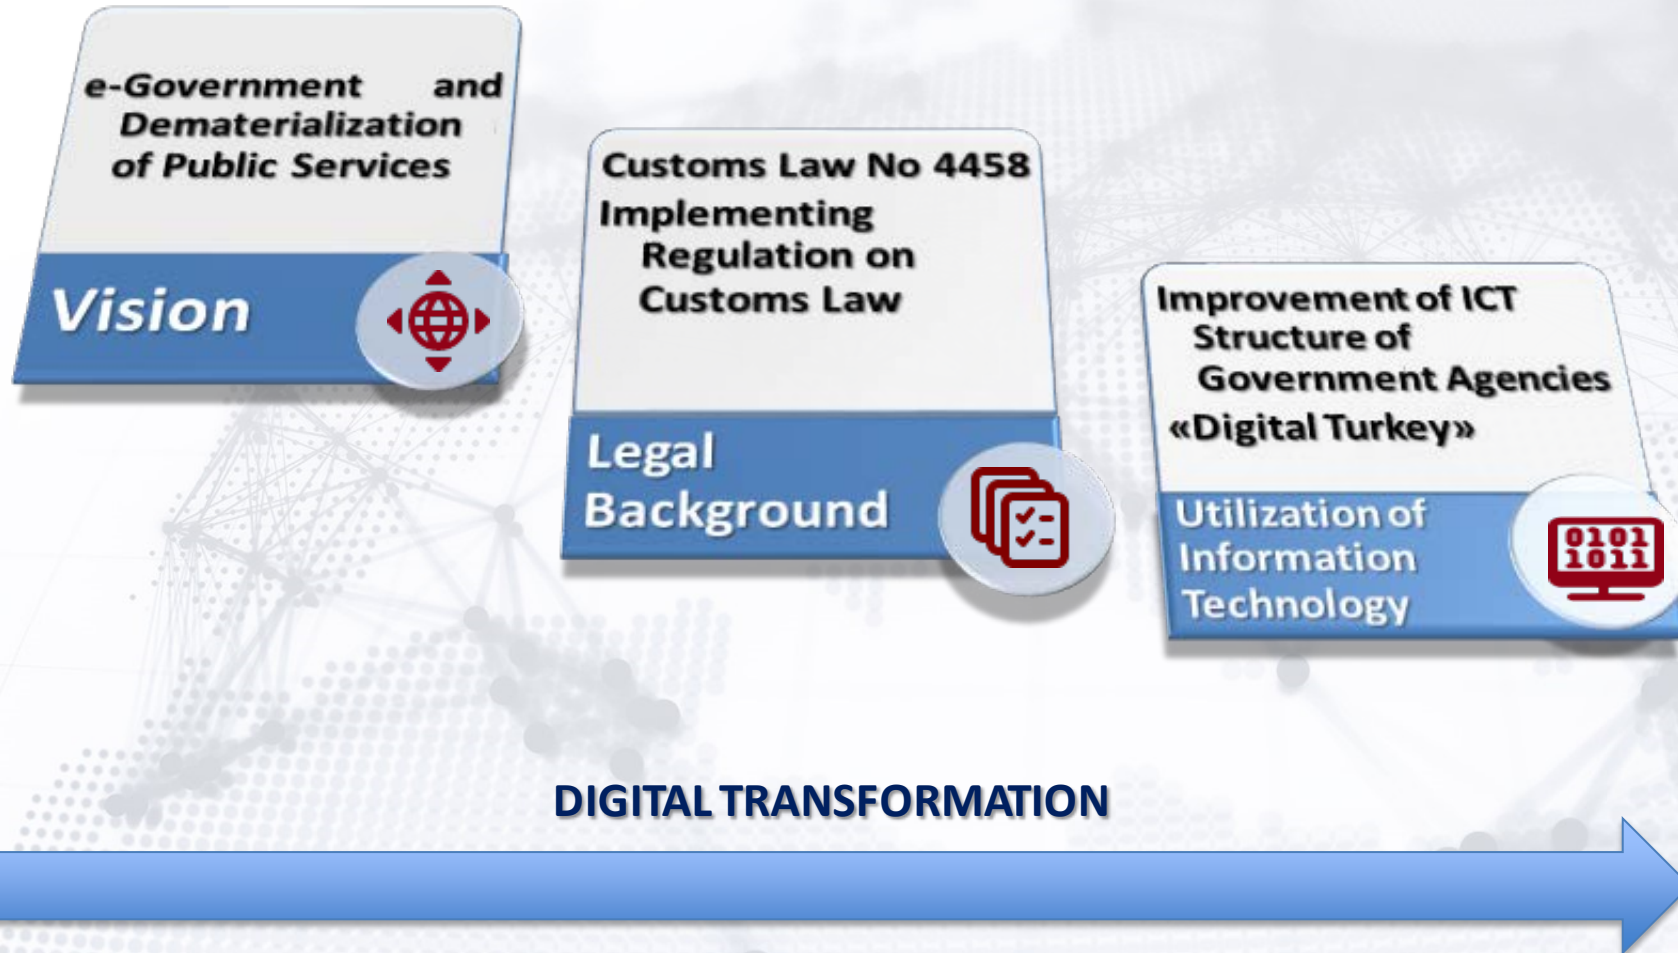 e-Government and
Dematerialization
of Public Services
Vision
Customs Law No 4458
Implementing
Regulation on
Customs Law
Legal
Background
Improvement of ICT
Structure of
Government Agencies
«Digital Turkey»
Utilization of
Information
Technology
0101
1011
DIGITAL TRANSFORMATION